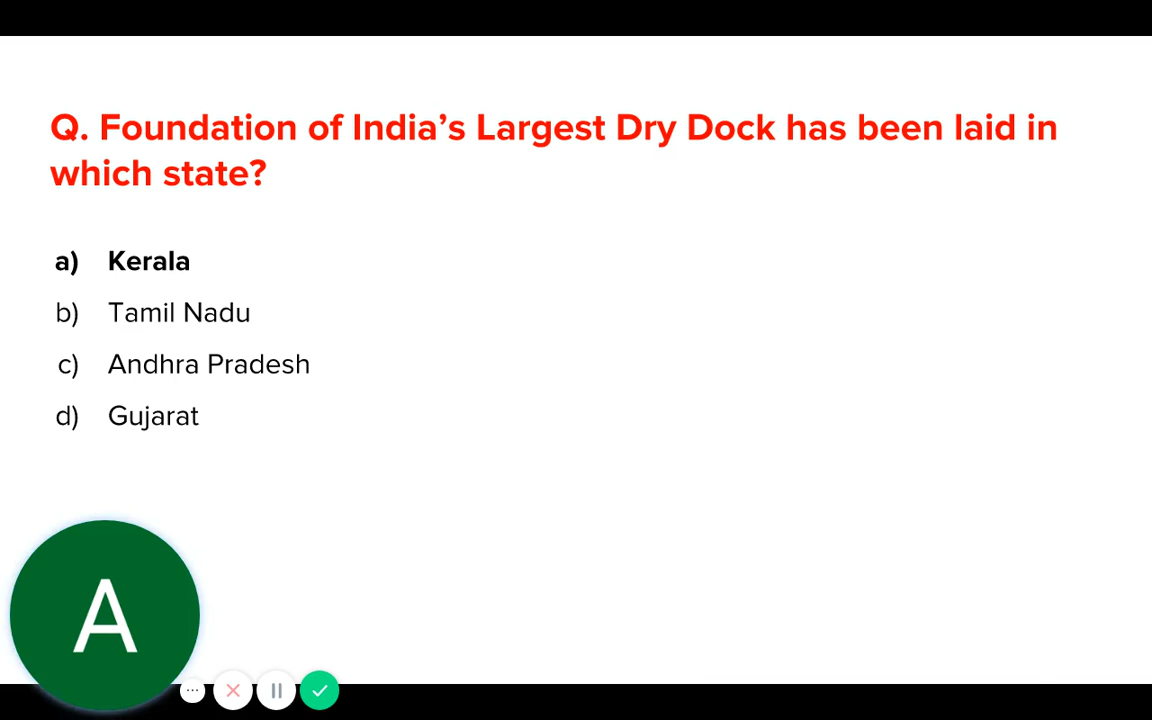 Q. Foundation of India’s Largest Dry Dock has been laid in
which state?
a) Kerala
b) Tamil Nadu
c) Andhra Pradesh
d) Gujarat
A